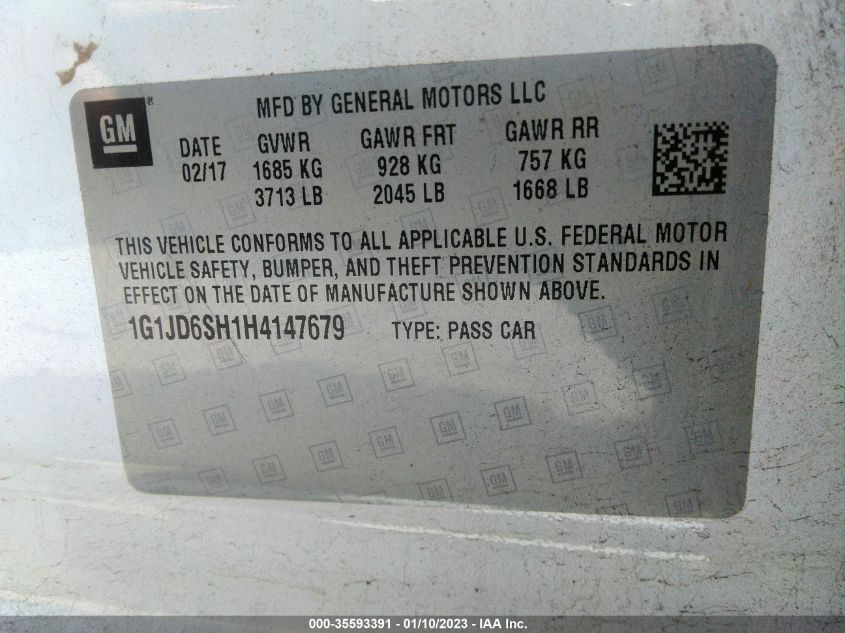 GM ®
MFD BY GENERAL MOTORS LLC
DATE GVWR GAWR FRT GAWR RR
02/17 1685 KG 928 KG 757 KG
3713 LB 2045 LB 1668 LB
THIS VEHICLE CONFORMS TO ALL APPLICABLE U.S. FEDERAL MOTOR
VEHICLE SAFETY, BUMPER, AND THEFT PREVENTION STANDARDS IN
EFFECT ON THE DATE OF MANUFACTURE SHOWN ABOVE.
1G1JD6SH1H4147679 TYPE: PASS CAR
000-35593391 - 01/10/2023 - IAA Inc.